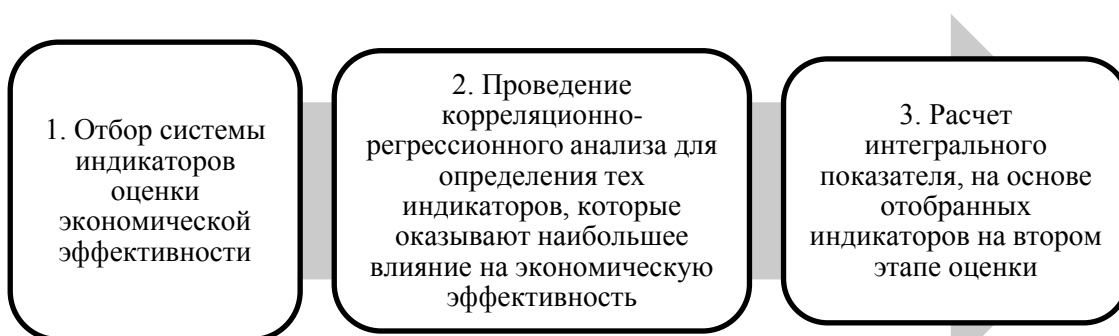 1. Отбор системы
индикаторов
оценки
экономической
эффективности
2. Проведение
корреляционно-
регрессионного анализа для
определения тех
индикаторов, которые
оказывают наибольшее
влияние на экономическую
эффективность
3. Расчет
интегрального
показателя, на основе
отобранных
индикаторов на втором
этапе оценки